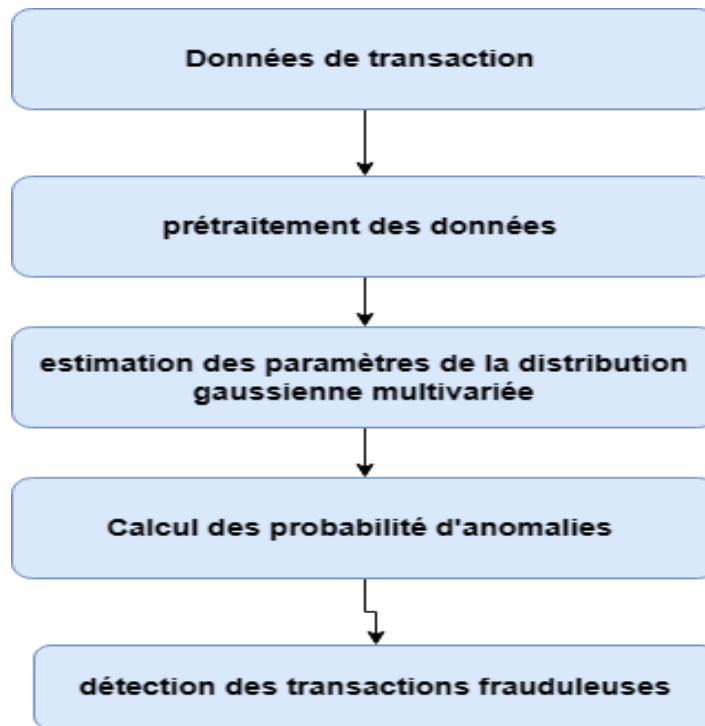 Données de transaction
prétraitement des données
estimation des paramètres de la distribution
gaussienne multivariée
Calcul des probabilité d'anomalies
détection des transactions frauduleuses